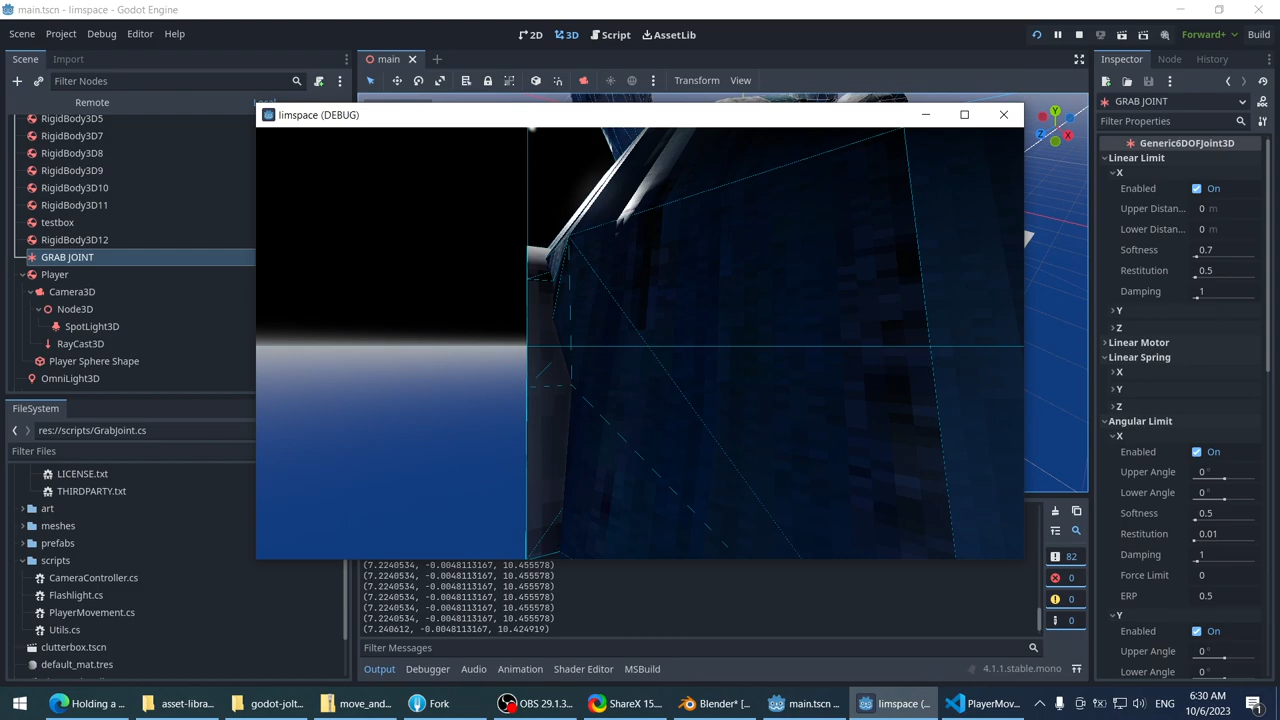 main.tscn - limspace - Godot Engine
Scene Project Debug Editor Help
2D 3D Script AssetLib
Forward+ Build
Scene Import
main
Inspector Node History
Filter Nodes
Transform View
Remote
GRAB JOINT
Filter Properties
limspace (DEBUG)
RigidBody3D5
RigidBody3D7
RigidBody3D8
RigidBody3D9
RigidBody3D10
RigidBody3D11
testbox
RigidBody3D12
GRAB JOINT
Player
Camera3D
Node3D
SpotLight3D
RayCast3D
Player Sphere Shape
OmniLight3D
Generic6DOFJoint3D
Linear Limit
X
Enabled On
Upper Distan... 0 m
Lower Distan... 0 m
Softness 0.7
Restitution 0.5
Damping 1
Y
Z
Linear Motor
Linear Spring
X
Y
Z
Angular Limit
X
Enabled On
Upper Angle 0 °
Lower Angle 0 °
Softness 0.5
Restitution 0.01
Damping 1
Force Limit 0
ERP 0.5
Y
Enabled On
Upper Angle 0 °
Lower Angle 0 °
FileSystem
res://scripts/GrabJoint.cs
Filter Files
LICENSE.txt
THIRDPARTY.txt
art
meshes
prefabs
scripts
CameraController.cs
Flashlight.cs
PlayerMovement.cs
Utils.cs
clutterbox.tscn
default_mat.tres
(7.2240534, -0.0048113167, 10.455578)
(7.2240534, -0.0048113167, 10.455578)
(7.2240534, -0.0048113167, 10.455578)
(7.2240534, -0.0048113167, 10.455578)
(7.2240534, -0.0048113167, 10.455578)
(7.2240534, -0.0048113167, 10.455578)
(7.240612, -0.0048113167, 10.424919)
82
0
0
0
Filter Messages
Output Debugger Audio Animation Shader Editor MSBuild
4.1.1.stable.mono
Holding a ... asset-libra... godot-jolt... move_and... Fork OBS 29.1.3... ShareX 15.... Blender* [... main.tscn ... limspace (... PlayerMov...
6:30 AM
10/6/2023
1